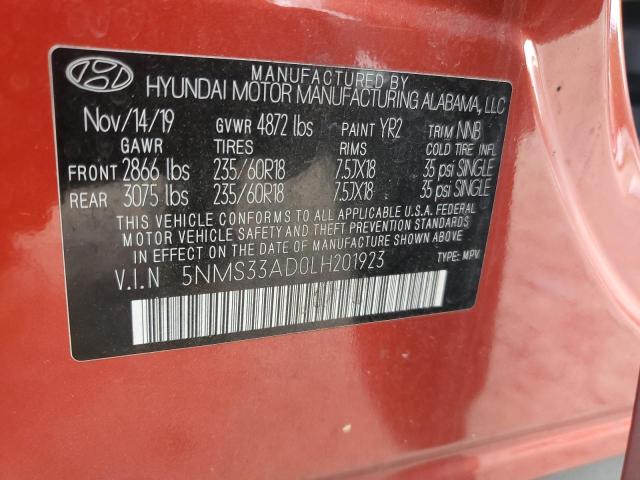 MANUFACTURED BY
HYUNDAI MOTOR MANUFACTURING ALABAMA, LLC
Nov/14/19 GVWR 4872 lbs PAINT YR2 TRIM NNB
GAWR TIRES RIMS COLD TIRE INFL
FRONT 2866 lbs 235/60R18 7.5JX18 35 psi SINGLE
REAR 3075 lbs 235/60R18 7.5JX18 35 psi SINGLE
THIS VEHICLE CONFORMS TO ALL APPLICABLE U.S.A. FEDERAL
MOTOR VEHICLE SAFETY AND THEFT PREVENTION STANDARDS
IN EFFECT ON THE DATE OF MANUFACTURE SHOWN ABOVE.
V.I.N 5NMS33AD0LH201923 TYPE: MPV